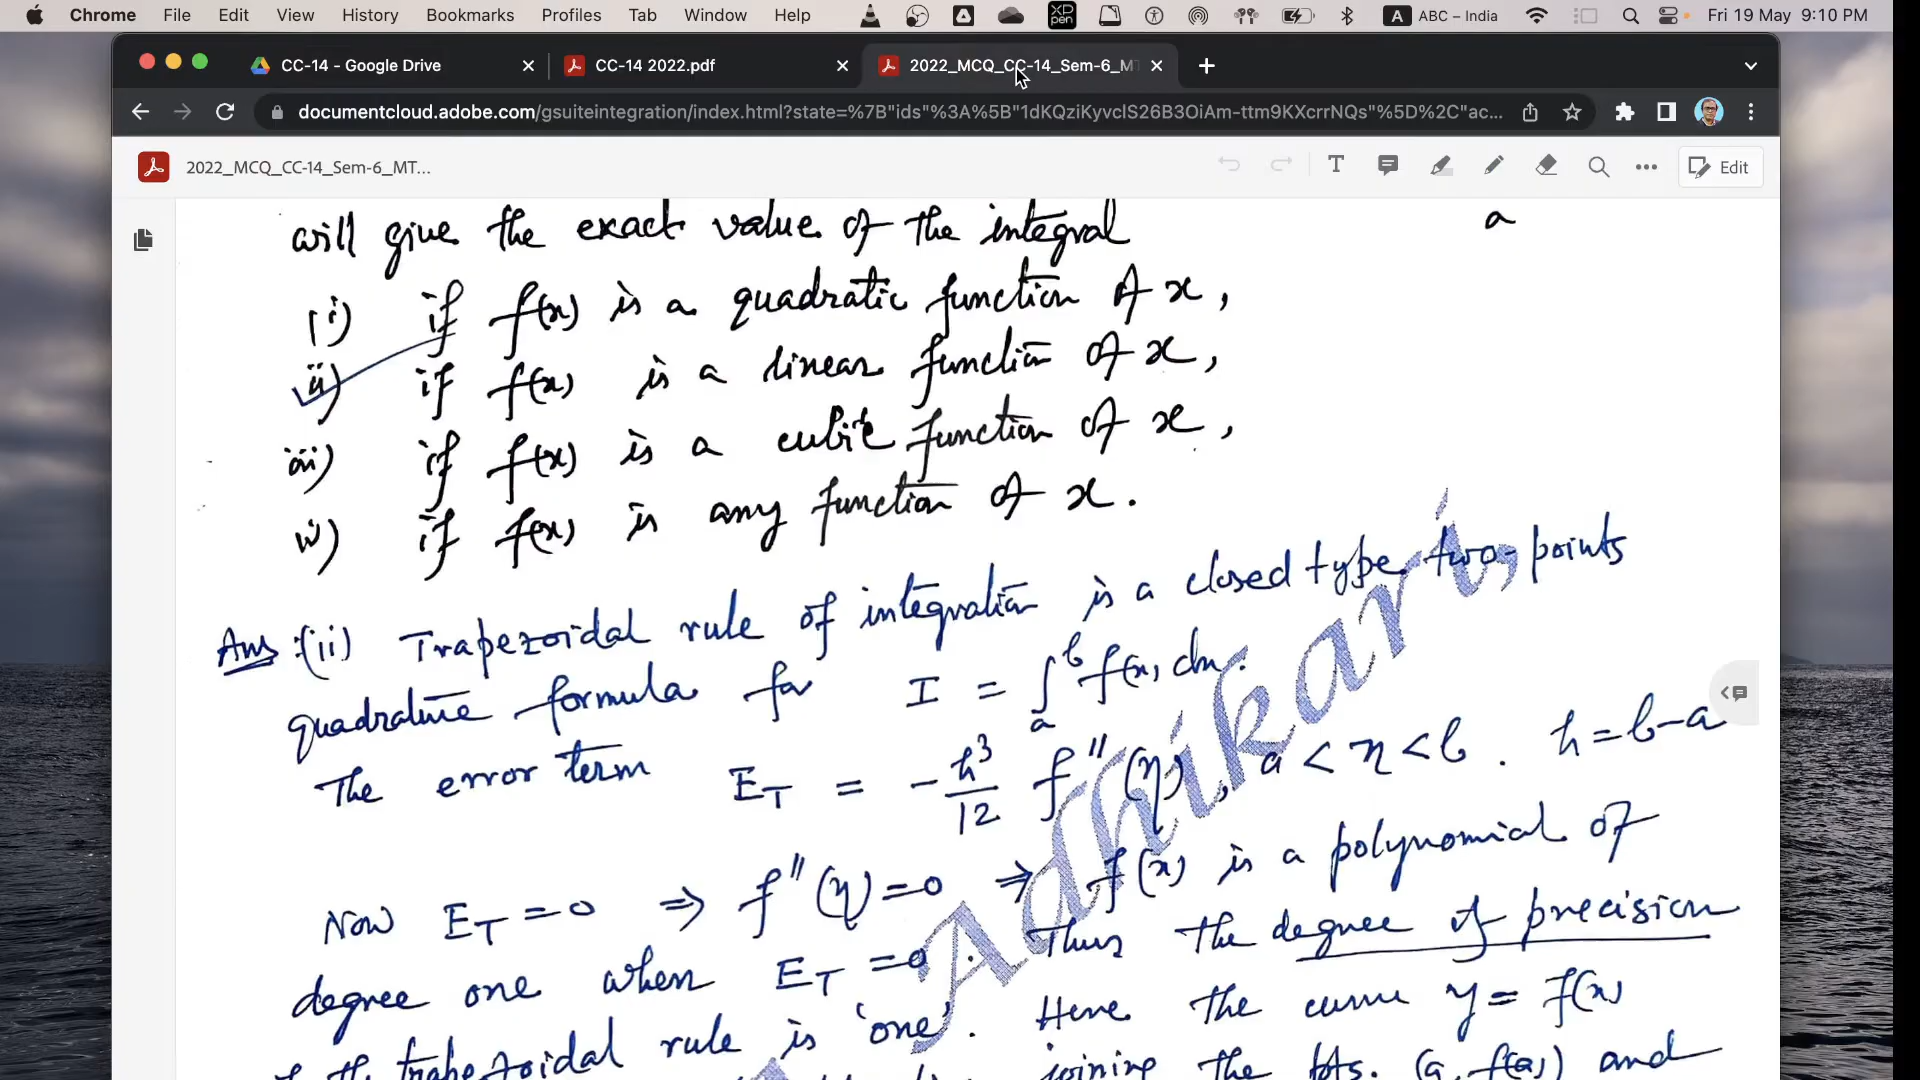 Chrome File Edit View History Bookmarks Profiles Tab Window Help A ABC – India Fri 19 May 9:10 PM
CC-14 - Google Drive CC-14 2022.pdf 2022_MCQ_CC-14_Sem-6_MT
documentcloud.adobe.com/gsuiteintegration/index.html?state=%7B"ids"%3A%5B"1dKQziKyvclS26B3OiAm-ttm9KXcrrNQs"%5D%2C"ac...
2022_MCQ_CC-14_Sem-6_MT... Edit
will give the exact value of the integral
a
(i) if f(x) is a quadratic function of x,
ii) if f(x) is a linear function of x,
iii) if f(x) is a cubic function of x,
iv) if f(x) is any function of x.
Ans :(ii) Trapezoidal rule of integration is a closed type two-points
quadrature formula for I = ∫_a^b f(x) dx.
The error term E_T = - h³/12 f''(η), a < η < b. h = b-a
Now E_T = 0 ⇒ f''(η)=0 ⇒ f(x) is a polynomial of
degree one when E_T = 0. Thus the degree of precision
of the trapezoidal rule is 'one'. Here the curve y = f(x)
joining the pts. (a, f(a)) and
Adhikari,